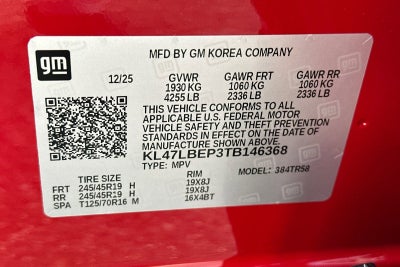 gm
MFD BY GM KOREA COMPANY
12/25 GVWR GAWR FRT GAWR RR
1930 KG 1060 KG 1060 KG
4255 LB 2336 LB 2336 LB
THIS VEHICLE CONFORMS TO ALL
APPLICABLE U.S. FEDERAL MOTOR
VEHICLE SAFETY AND THEFT PREVENTION
STANDARDS IN EFFECT ON THE DATE OF
MANUFACTURE SHOWN ABOVE.
KL47LBEP3TB146368
TYPE: MPV MODEL: 384TR58
TIRE SIZE RIM
FRT 245/45R19 H 19X8J
RR 245/45R19 H 19X8J
SPA T125/70R16 M 16X4BT